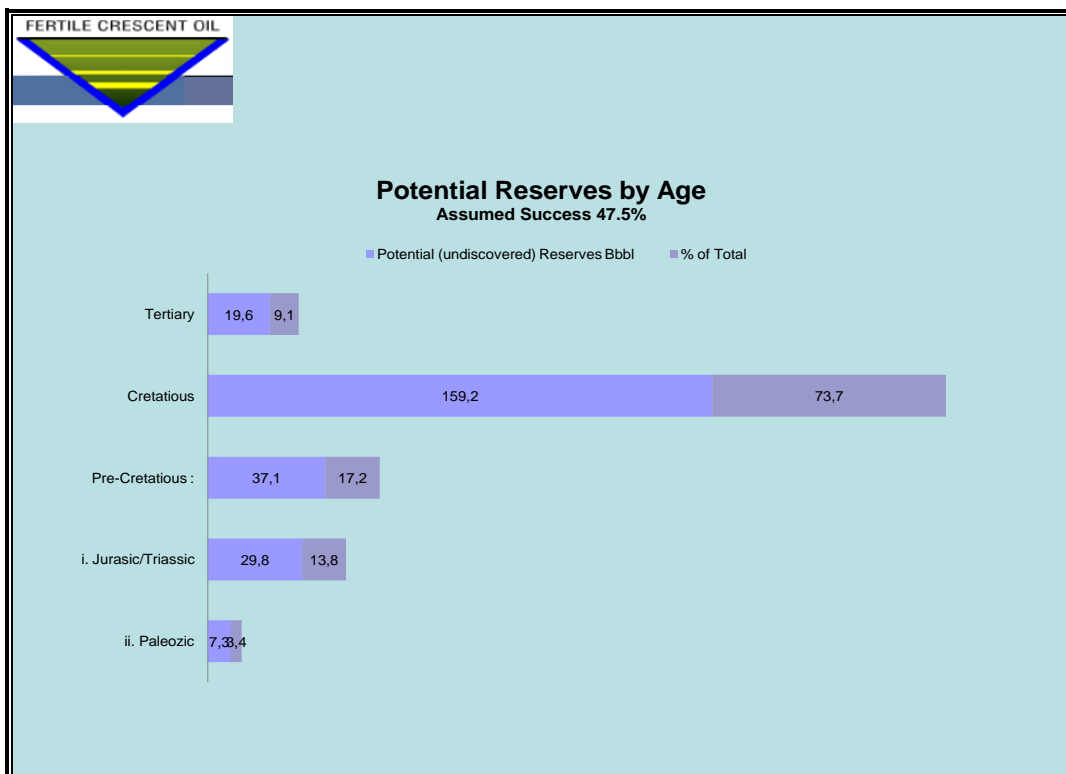 FERTILE CRESCENT OIL
Potential Reserves by Age
Assumed Success 47.5%
Potential (undiscovered) Reserves Bbbl % of Total
Tertiary 19,6 9,1
Cretatious 159,2 73,7
Pre-Cretatious : 37,1 17,2
i. Jurasic/Triassic 29,8 13,8
ii. Paleozic 7,3 3,4